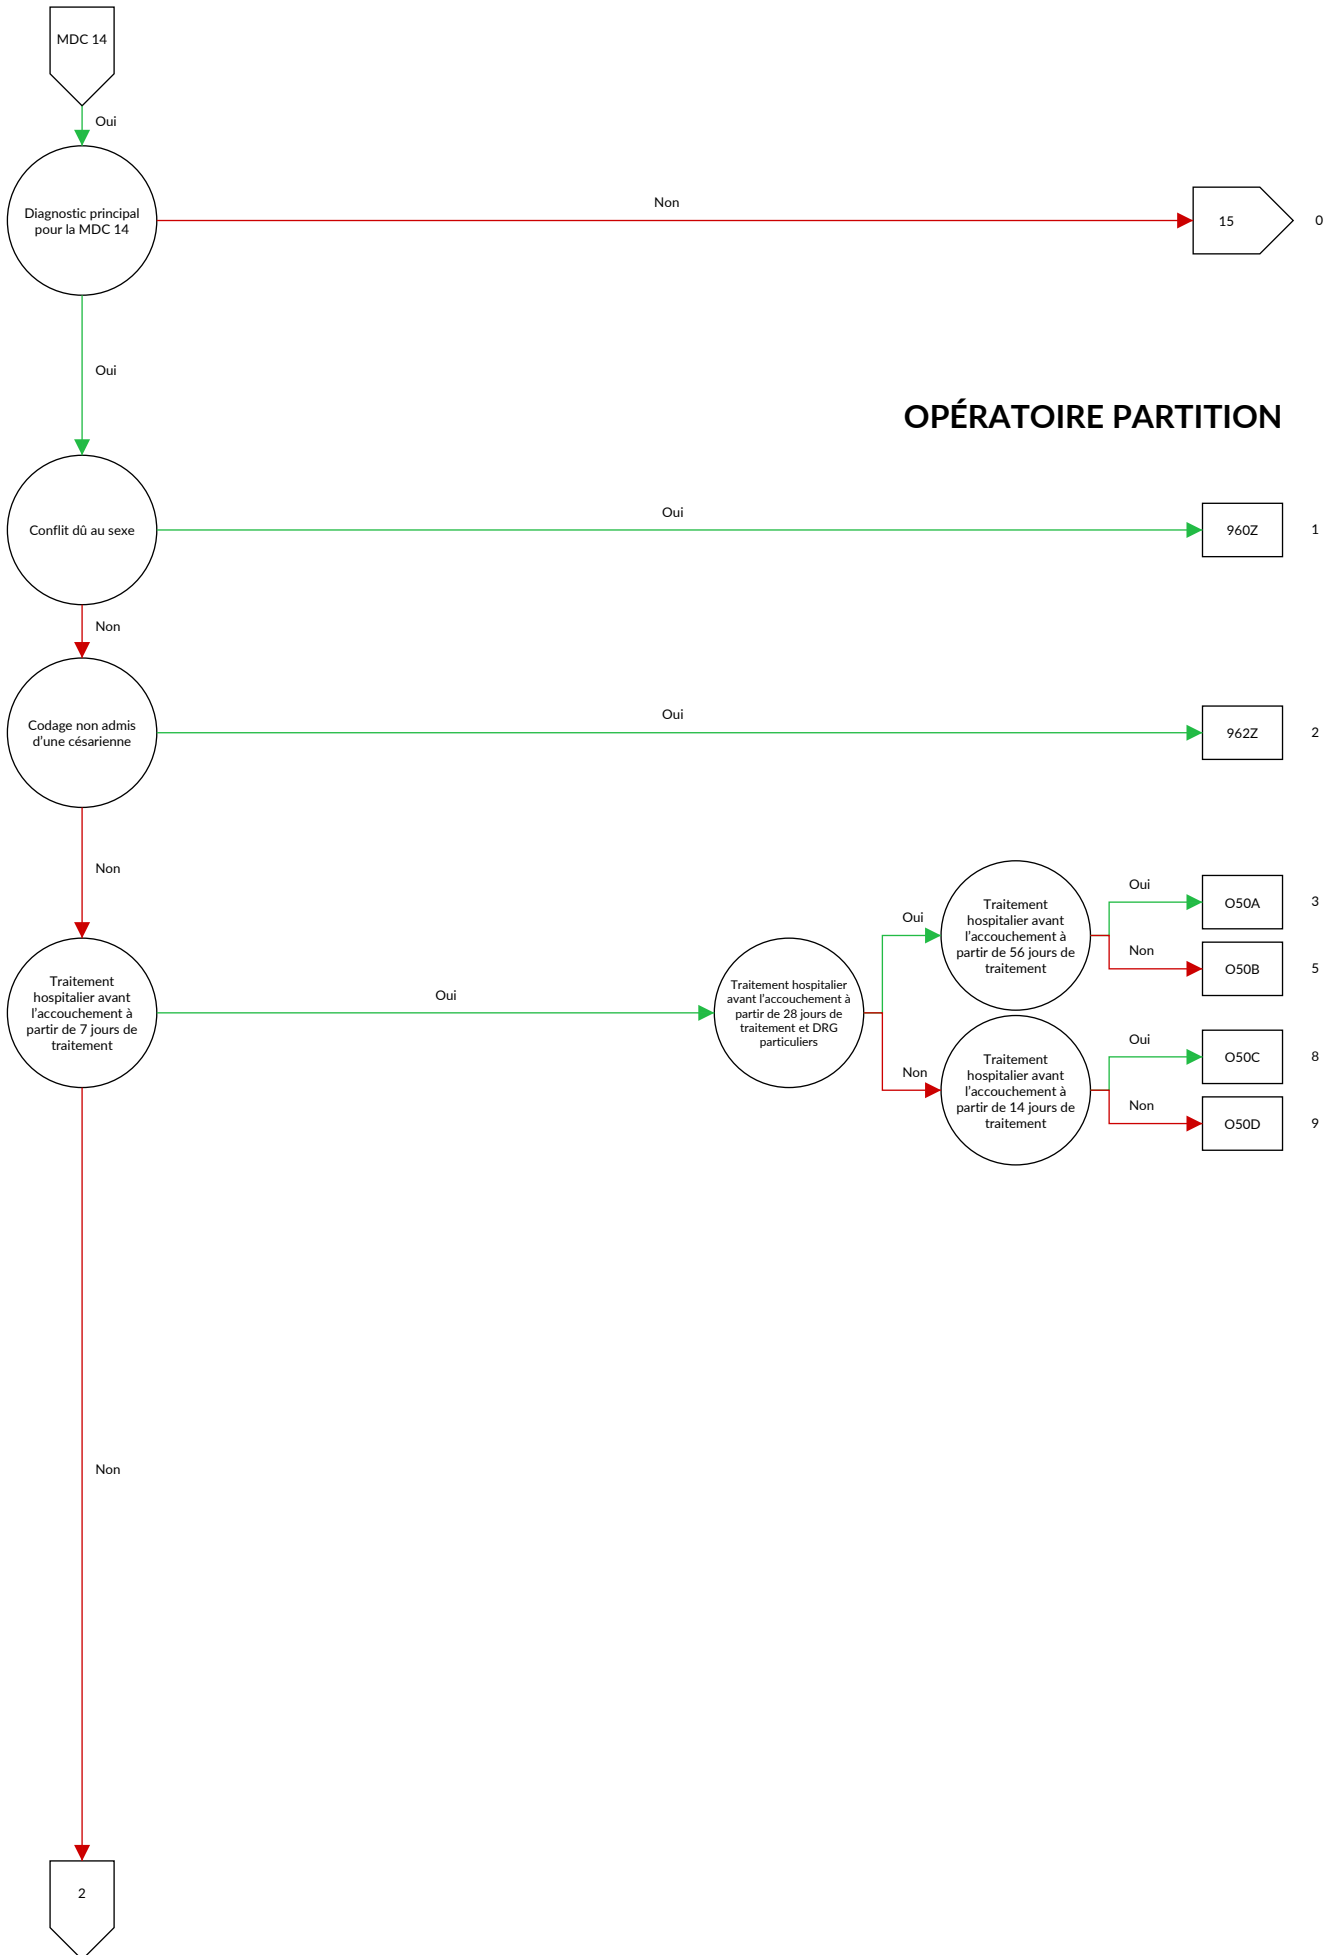 MDC 14
Oui
Diagnostic principal
pour la MDC 14
Non
15
0
Oui
OPÉRATOIRE PARTITION
Conflit dû au sexe
Oui
960Z
1
Non
Codage non admis
d'une césarienne
Oui
962Z
2
Non
Traitement
hospitalier avant
l'accouchement à
partir de 7 jours de
traitement
Oui
Traitement hospitalier
avant l'accouchement à
partir de 28 jours de
traitement et DRG
particuliers
Oui
Traitement
hospitalier avant
l'accouchement à
partir de 56 jours de
traitement
Oui
O50A
3
Non
O50B
5
Non
Traitement
hospitalier avant
l'accouchement à
partir de 14 jours de
traitement
Oui
O50C
8
Non
O50D
9
Non
2